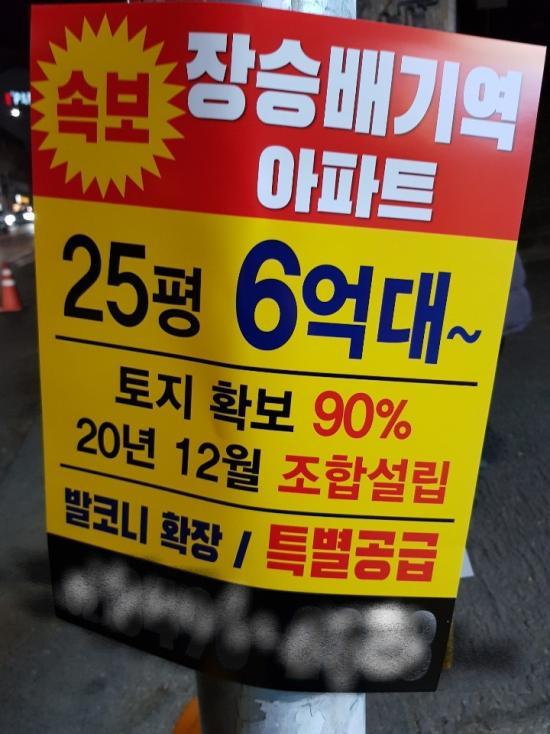 속보
장승배기역
아파트
25평 6억대~
토지 확보 90%
20년 12월 조합설립
발코니 확장 / 특별공급